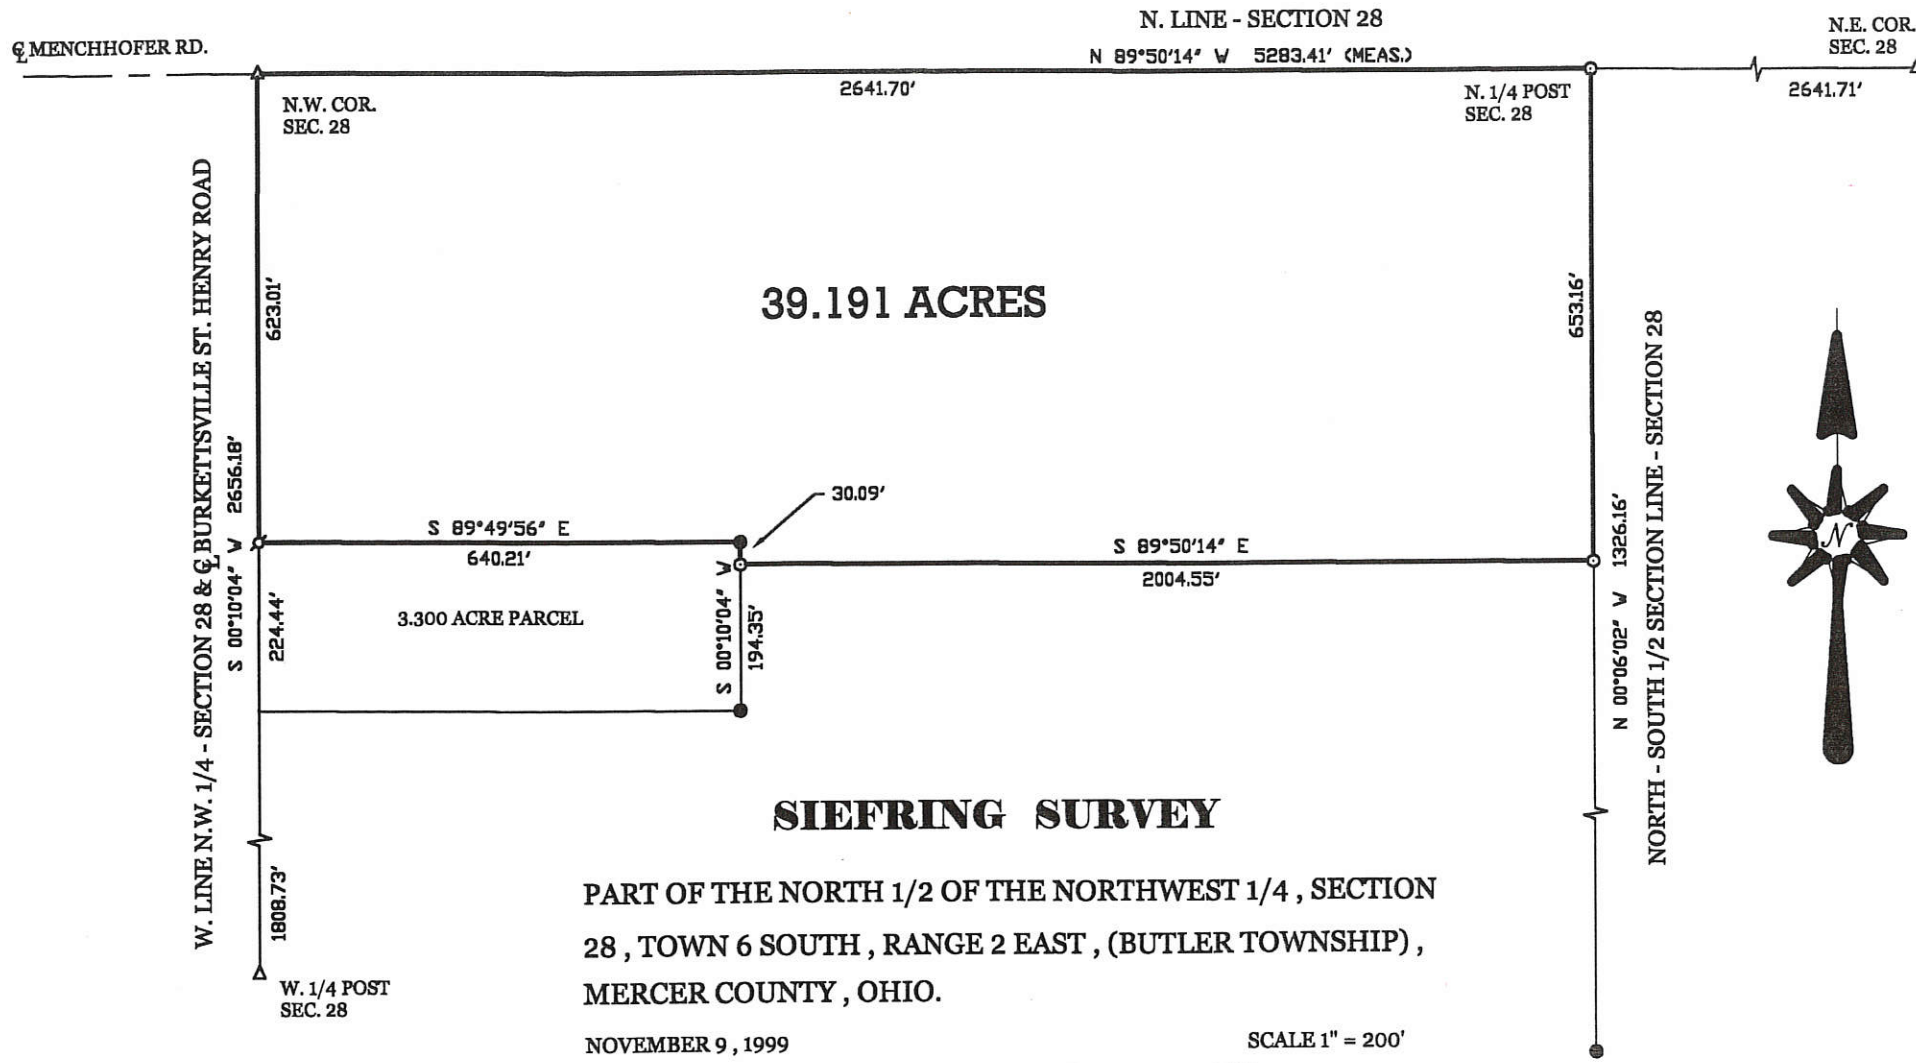 N. LINE - SECTION 28
N 89°50'14" W 5283.41' (MEAS.)
N.E. COR.
SEC. 28
℄ MENCHHOFER RD.
2641.70'
2641.71'
N.W. COR.
SEC. 28
N. 1/4 POST
SEC. 28
W. LINE N.W. 1/4 - SECTION 28 & ℄ BURKETTSVILLE ST. HENRY ROAD
S 00°10'04" W 2656.18'
623.01'
39.191 ACRES
653.16'
NORTH - SOUTH 1/2 SECTION LINE - SECTION 28
N 00°06'02" W 1326.16'
30.09'
S 89°49'56" E
640.21'
S 89°50'14" E
2004.55'
N
224.44'
3.300 ACRE PARCEL
S 00°10'04" W
194.35'
SIEFRING SURVEY
1808.73'
PART OF THE NORTH 1/2 OF THE NORTHWEST 1/4 , SECTION
28 , TOWN 6 SOUTH , RANGE 2 EAST , (BUTLER TOWNSHIP) ,
MERCER COUNTY , OHIO.
W. 1/4 POST
SEC. 28
NOVEMBER 9 , 1999
SCALE 1" = 200'